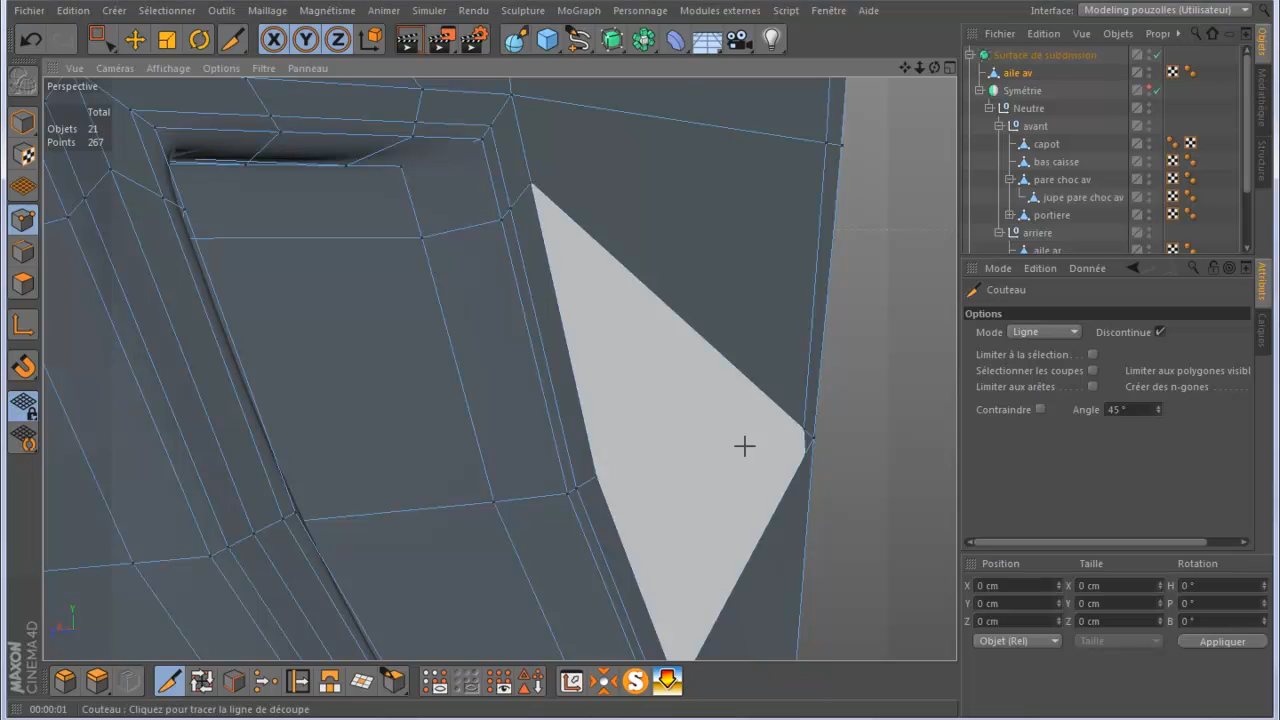 Fichier Edition Créer Sélectionner Outils Maillage Magnétisme Animer Simuler Rendu Sculpture MoGraph Personnage Modules externes Script Fenêtre Aide Interface: Modeling pouzolles (Utilisateur)
Fichier Edition Vue Objets Propr
Vue Caméras Affichage Options Filtre Panneau
Perspective
Total
Objets 21
Points 267
Surface de subdivision
aile av
Symétrie
Neutre
avant
capot
bas caisse
pare choc av
jupe pare choc av
portiere
arriere
aile ar
Objets
Médiathèque
Structure
Mode Edition Donnée
Couteau
Options
Mode Ligne Discontinue
Limiter à la sélection . . .
Sélectionner les coupes Limiter aux polygones visibl
Limiter aux arêtes . . . . Créer des n-gones . . . . . . .
Contraindre Angle 45 °
Attributs
Calques
Position Taille Rotation
X 0 cm X 0 cm H 0 °
Y 0 cm Y 0 cm P 0 °
Z 0 cm Z 0 cm B 0 °
Objet (Rel) Taille Appliquer
Y
X Y Z
MAXON
CINEMA 4D
00:00:01 Couteau : Cliquez pour tracer la ligne de découpe